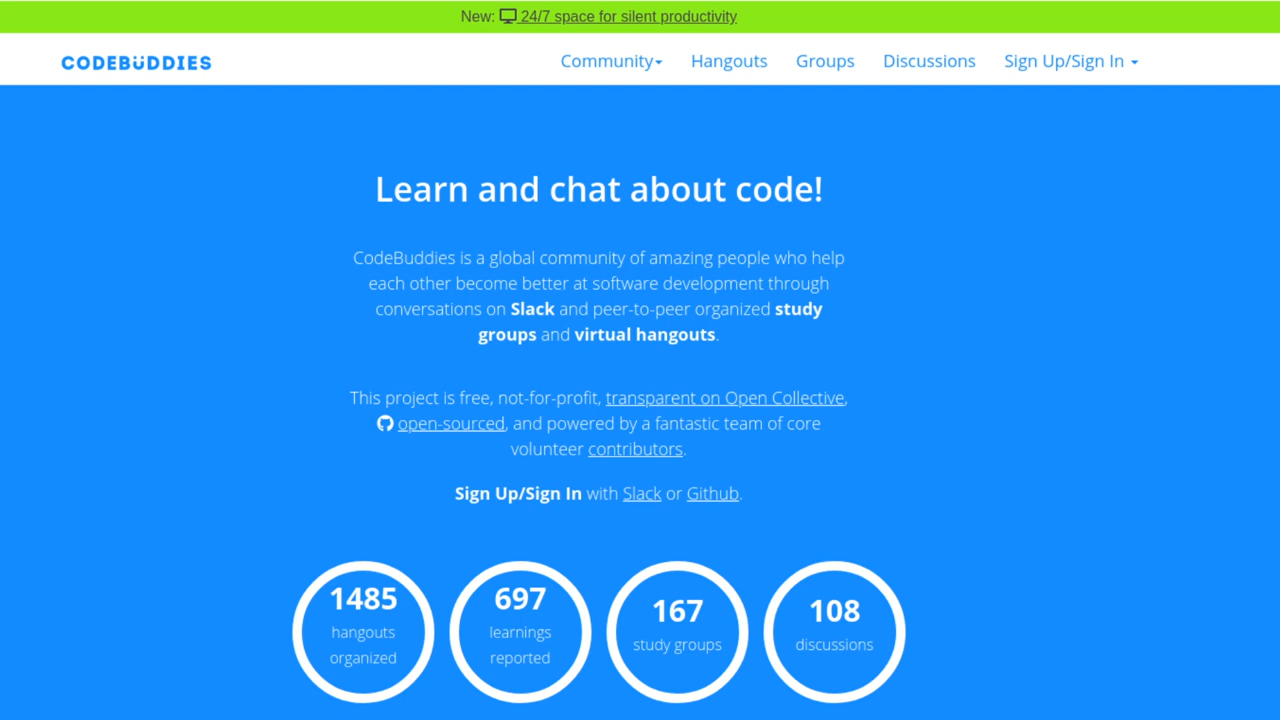 New: 24/7 space for silent productivity
CODEBUDDIES
Community Hangouts Groups Discussions Sign Up/Sign In
Learn and chat about code!
CodeBuddies is a global community of amazing people who help
each other become better at software development through
conversations on Slack and peer-to-peer organized study
groups and virtual hangouts.
This project is free, not-for-profit, transparent on Open Collective,
open-sourced, and powered by a fantastic team of core
volunteer contributors.
Sign Up/Sign In with Slack or Github.
1485
hangouts
organized
697
learnings
reported
167
study groups
108
discussions